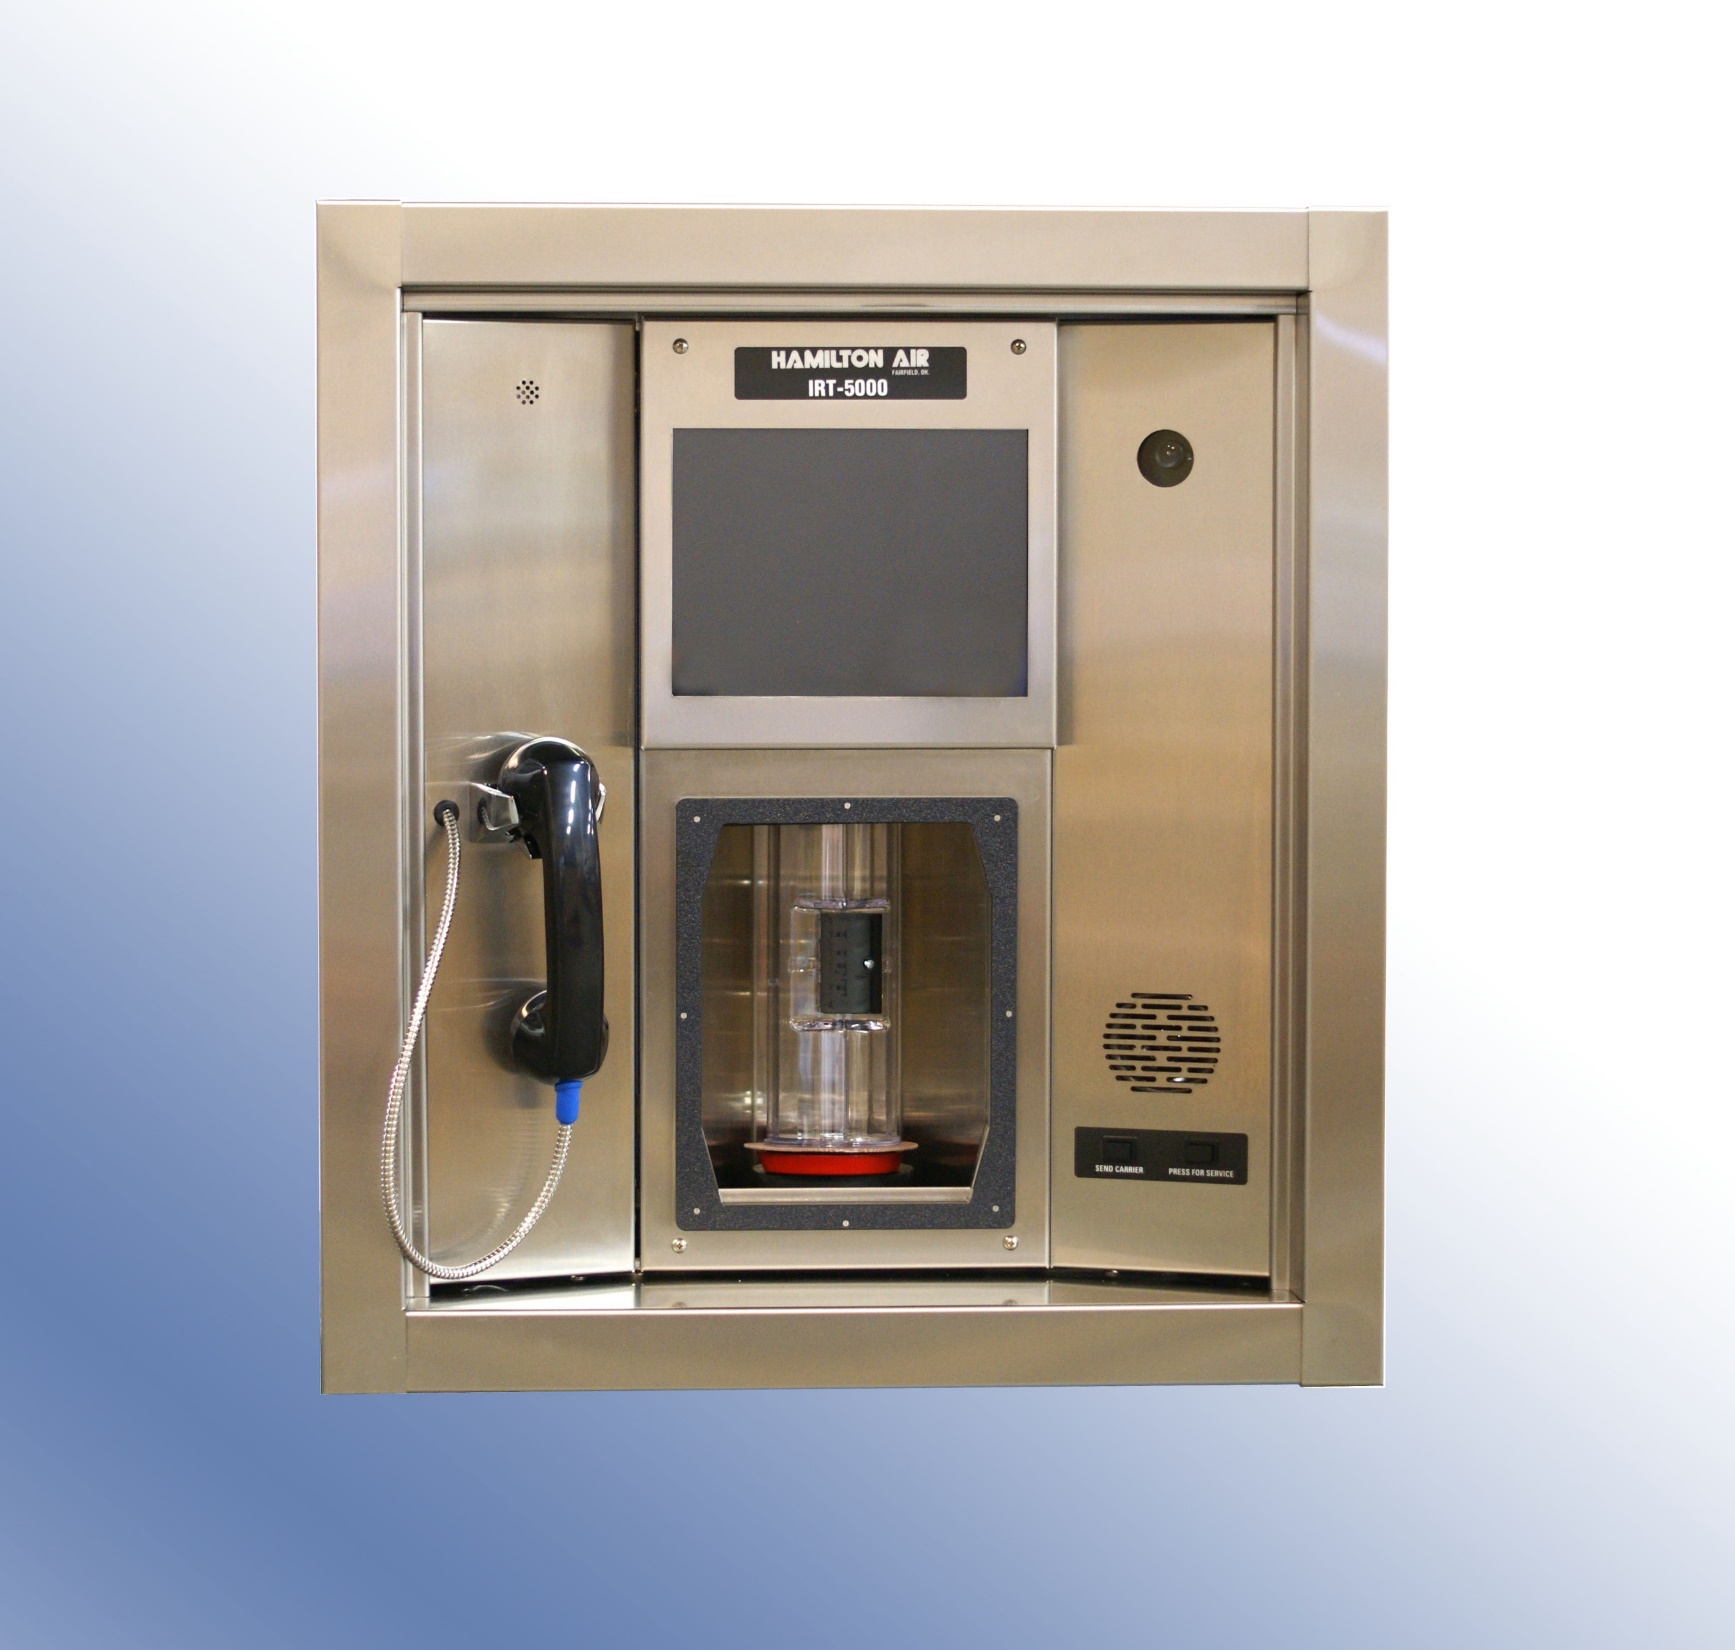 HAMILTON AIR
FAIRFIELD, OH.
IRT-5000
SEND CARRIER
PRESS FOR SERVICE